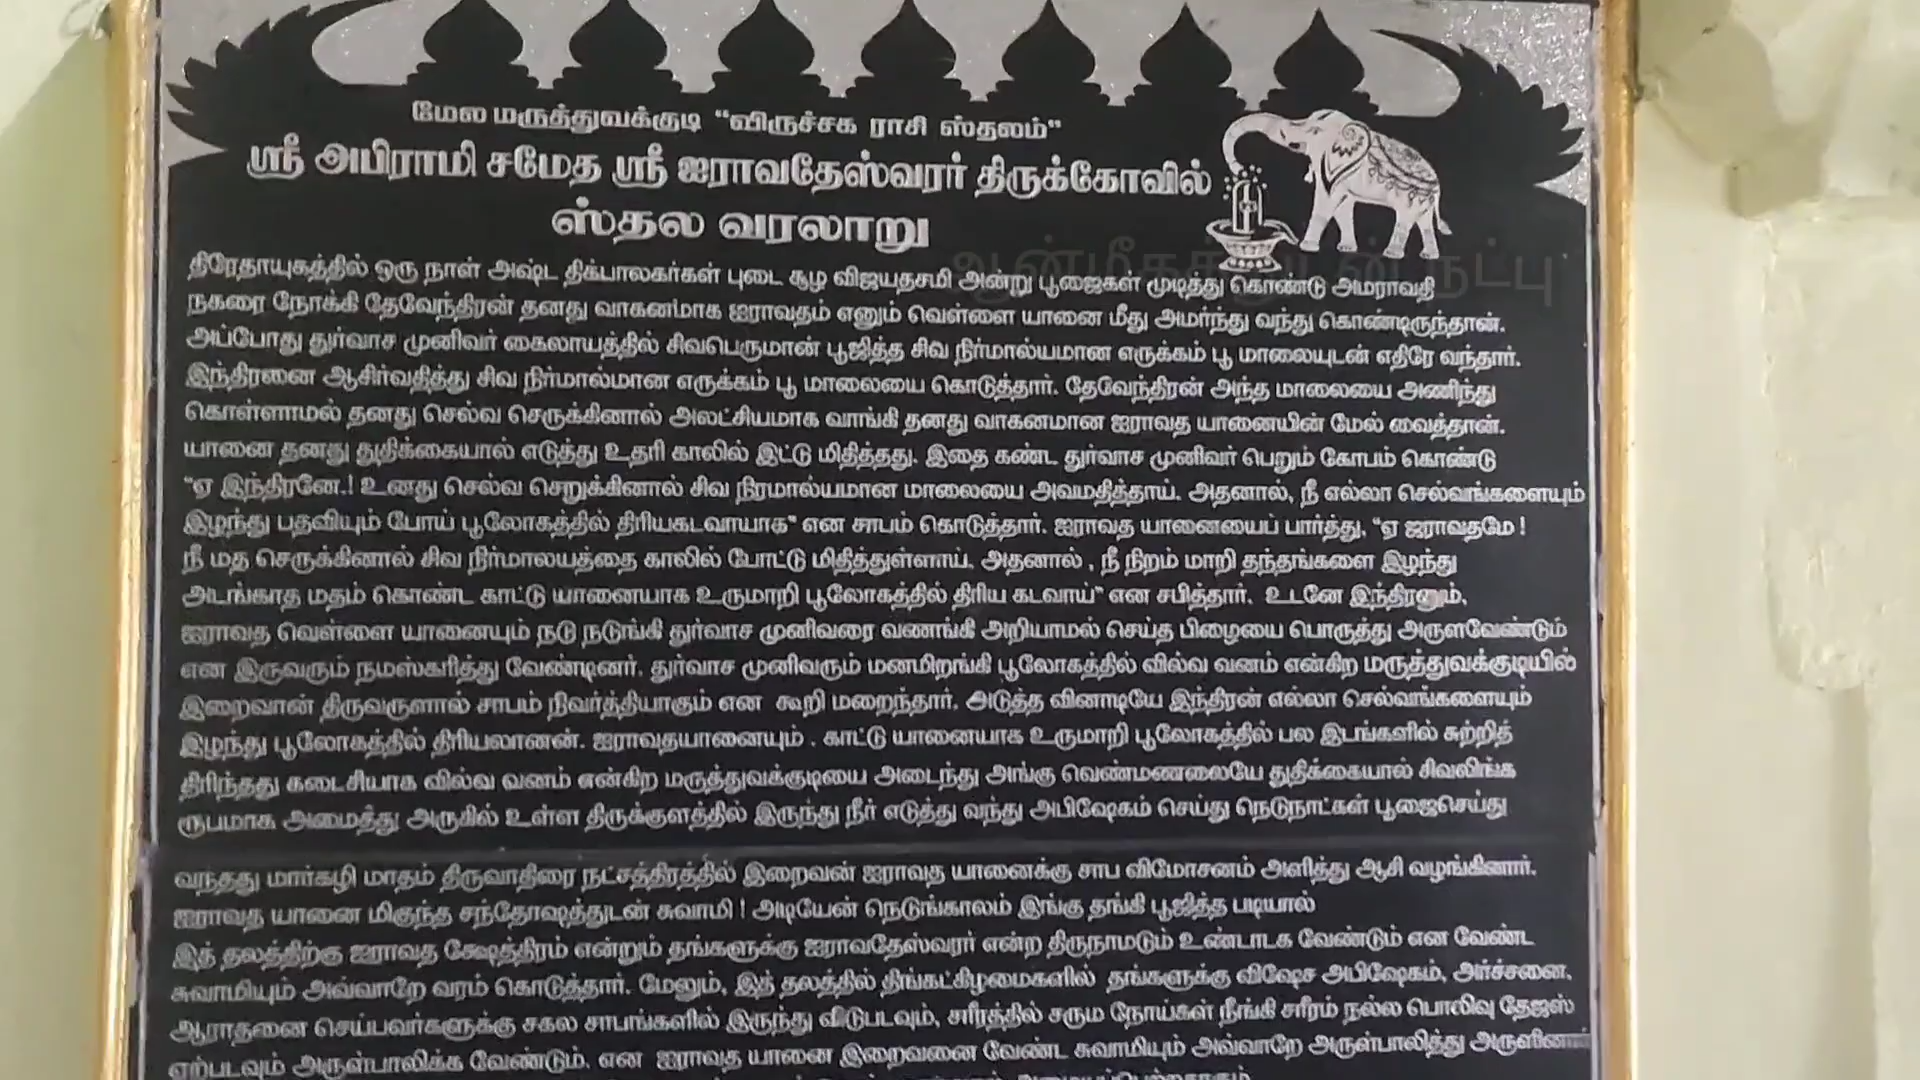 மேல மருத்துவக்குடி "விருச்சக ராசி ஸ்தலம்"
ஸ்ரீ அபிராமி சமேத ஸ்ரீ ஐராவதேஸ்வரர் திருக்கோவில்
ஸ்தல வரலாறு
ஆன்மீகத்துடன் நட்பு
திரேதாயுகத்தில் ஒரு நாள் அஷ்ட திக்பாலகர்கள் புடை சூழ விஜயதசமி அன்று பூஜைகள் முடித்து கொண்டு அமராவதி
நகரை நோக்கி தேவேந்திரன் தனது வாகனமாக ஐராவதம் எனும் வெள்ளை யானை மீது அமர்ந்து வந்து கொண்டிருந்தான்.
அப்போது துர்வாச முனிவர் கைலாயத்தில் சிவபெருமான் பூஜித்த சிவ நிர்மால்யமான எருக்கம் பூ மாலையுடன் எதிரே வந்தார்.
இந்திரனை ஆசிர்வதித்து சிவ நிர்மால்மான எருக்கம் பூ மாலையை கொடுத்தார். தேவேந்திரன் அந்த மாலையை அணிந்து
கொள்ளாமல் தனது செல்வ செருக்கினால் அலட்சியமாக வாங்கி தனது வாகனமான ஐராவத யானையின் மேல் வைத்தான்.
யானை தனது துதிக்கையால் எடுத்து உதரி காலில் இட்டு மிதித்தது. இதை கண்ட துர்வாச முனிவர் பெறும் கோபம் கொண்டு
"ஏ இந்திரனே.! உனது செல்வ செறுக்கினால் சிவ நிரமால்யமான மாலையை அவமதித்தாய். அதனால், நீ எல்லா செல்வங்களையும்
இழந்து பதவியும் போய் பூலோகத்தில் திரியகடவாயாக" என சாபம் கொடுத்தார். ஐராவத யானையைப் பார்த்து, "ஏ ஐராவதமே !
நீ மத செருக்கினால் சிவ நிர்மாலயத்தை காலில் போட்டு மிதித்துள்ளாய். அதனால் , நீ நிறம் மாறி தந்தங்களை இழந்து
அடங்காத மதம் கொண்ட காட்டு யானையாக உருமாறி பூலோகத்தில் திரிய கடவாய்" என சபித்தார். உடனே இந்திரனும்,
ஐராவத வெள்ளை யானையும் நடு நடுங்கி துர்வாச முனிவரை வணங்கி அறியாமல் செய்த பிழையை பொருத்து அருளவேண்டும்
என இருவரும் நமஸ்கரித்து வேண்டினர். துர்வாச முனிவரும் மனமிறங்கி பூலோகத்தில் வில்வ வனம் என்கிற மருத்துவக்குடியில்
இறைவான் திருவருளால் சாபம் நிவர்த்தியாகும் என கூறி மறைந்தார். அடுத்த வினாடியே இந்திரன் எல்லா செல்வங்களையும்
இழந்து பூலோகத்தில் திரியலானன். ஐராவதயானையும் . காட்டு யானையாக உருமாறி பூலோகத்தில் பல இடங்களில் சுற்றித்
திரிந்தது கடைசியாக வில்வ வனம் என்கிற மருத்துவக்குடியை அடைந்து அங்கு வெண்மணலையே துதிக்கையால் சிவலிங்க
ரூபமாக அமைத்து அருகில் உள்ள திருக்குளத்தில் இருந்து நீர் எடுத்து வந்து அபிஷேகம் செய்து நெடுநாட்கள் பூஜைசெய்து
வந்தது மார்கழி மாதம் திருவாதிரை நட்சத்திரத்தில் இறைவன் ஐராவத யானைக்கு சாப விமோசனம் அளித்து ஆசி வழங்கினார்.
ஐராவத யானை மிகுந்த சந்தோஷத்துடன் சுவாமி ! அடியேன் நெடுங்காலம் இங்கு தங்கி பூஜித்த படியால்
இத் தலத்திற்கு ஐராவத க்ஷேத்திரம் என்றும் தங்களுக்கு ஐராவதேஸ்வரர் என்ற திருநாமமும் உண்டாக வேண்டும் என வேண்ட
சுவாமியும் அவ்வாறே வரம் கொடுத்தார். மேலும், இத் தலத்தில் திங்கட்கிழமைகளில் தங்களுக்கு விஷேச அபிஷேகம், அர்ச்சனை,
ஆராதனை செய்பவர்களுக்கு சகல சாபங்களில் இருந்து விடுபடவும், சரீரத்தில் சரும நோய்கள் நீங்கி சரீரம் நல்ல பொலிவு தேஜஸ்
ஏற்படவும் அருள்பாலிக்க வேண்டும். என ஐராவத யானை இறைவனை வேண்ட சுவாமியும் அவ்வாறே அருள்பாலித்து